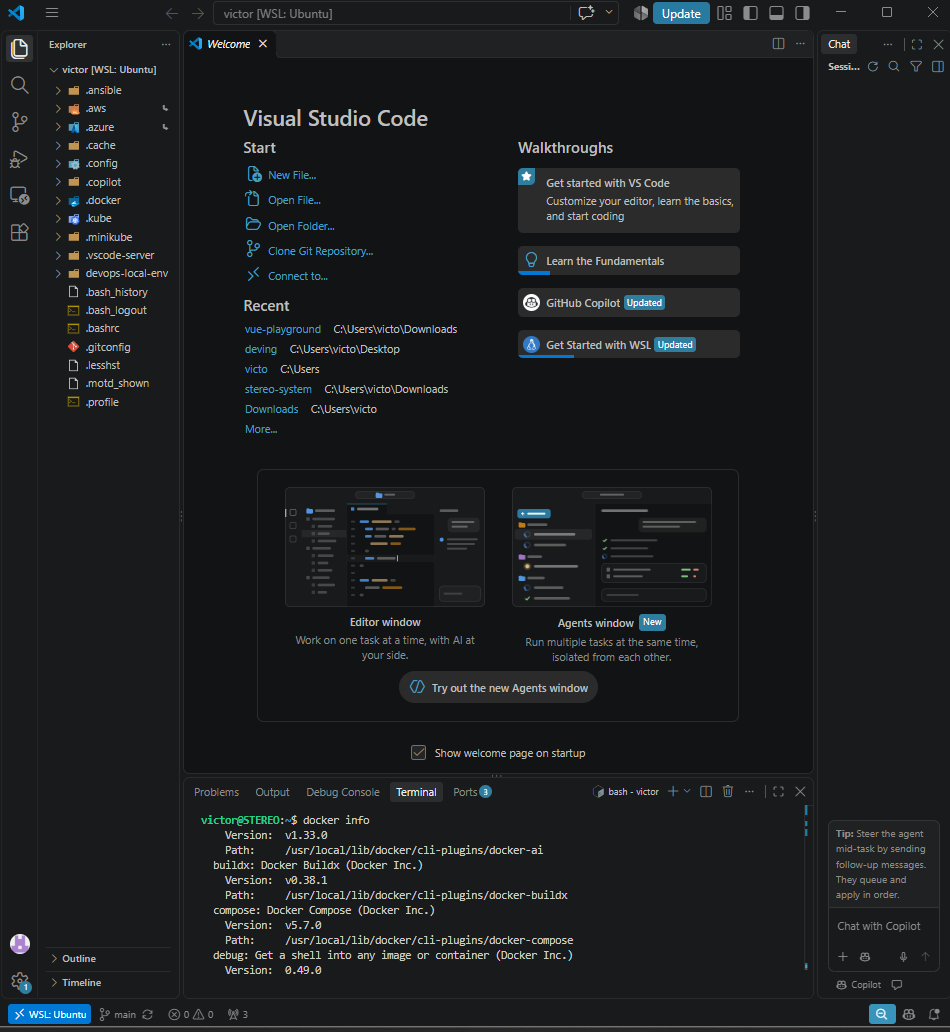 victor [WSL: Ubuntu]
Update
Explorer
victor [WSL: Ubuntu]
.ansible
.aws
.azure
.cache
.config
.copilot
.docker
.kube
.minikube
.vscode-server
devops-local-env
.bash_history
.bash_logout
.bashrc
.gitconfig
.lesshst
.motd_shown
.profile
Outline
Timeline
Welcome
Visual Studio Code
Start
New File...
Open File...
Open Folder...
Clone Git Repository...
Connect to...
Recent
vue-playground C:\Users\victo\Downloads
deving C:\Users\victo\Desktop
victo C:\Users
stereo-system C:\Users\victo\Downloads
Downloads C:\Users\victo
More...
Walkthroughs
Get started with VS Code
Customize your editor, learn the basics,
and start coding
Learn the Fundamentals
GitHub Copilot Updated
Get Started with WSL Updated
Editor window
Work on one task at a time, with AI at
your side.
Agents window New
Run multiple tasks at the same time,
isolated from each other.
Try out the new Agents window
Show welcome page on startup
Problems Output Debug Console Terminal Ports 3
bash - victor
victor@STEREO:~$ docker info
Version: v1.33.0
Path: /usr/local/lib/docker/cli-plugins/docker-ai
buildx: Docker Buildx (Docker Inc.)
Version: v0.38.1
Path: /usr/local/lib/docker/cli-plugins/docker-buildx
compose: Docker Compose (Docker Inc.)
Version: v5.7.0
Path: /usr/local/lib/docker/cli-plugins/docker-compose
debug: Get a shell into any image or container (Docker Inc.)
Version: 0.49.0
Chat
Sessi...
Tip: Steer the agent
mid-task by sending
follow-up messages.
They queue and
apply in order.
Chat with Copilot
Copilot
1
WSL: Ubuntu main 0 0 3